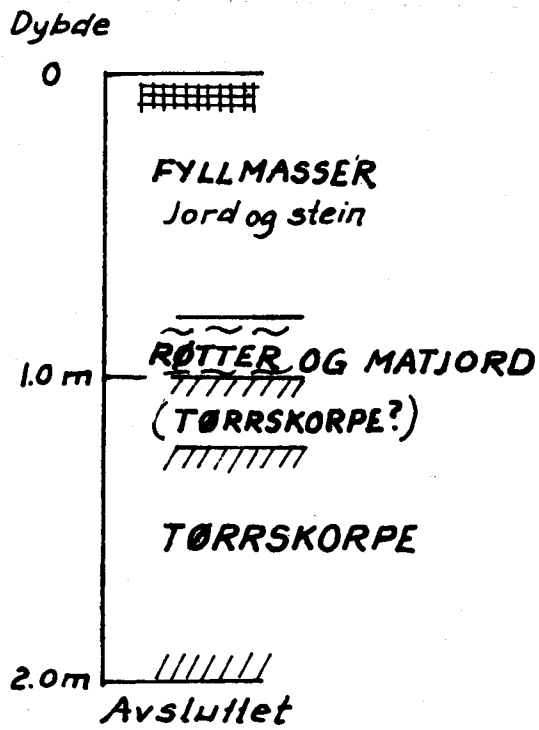 Dybde
0
FYLLMASSER
Jord og stein
RØTTER OG MATJORD
1.0 m
(TØRRSKORPE?)
TØRRSKORPE
2.0 m
Avsluttet